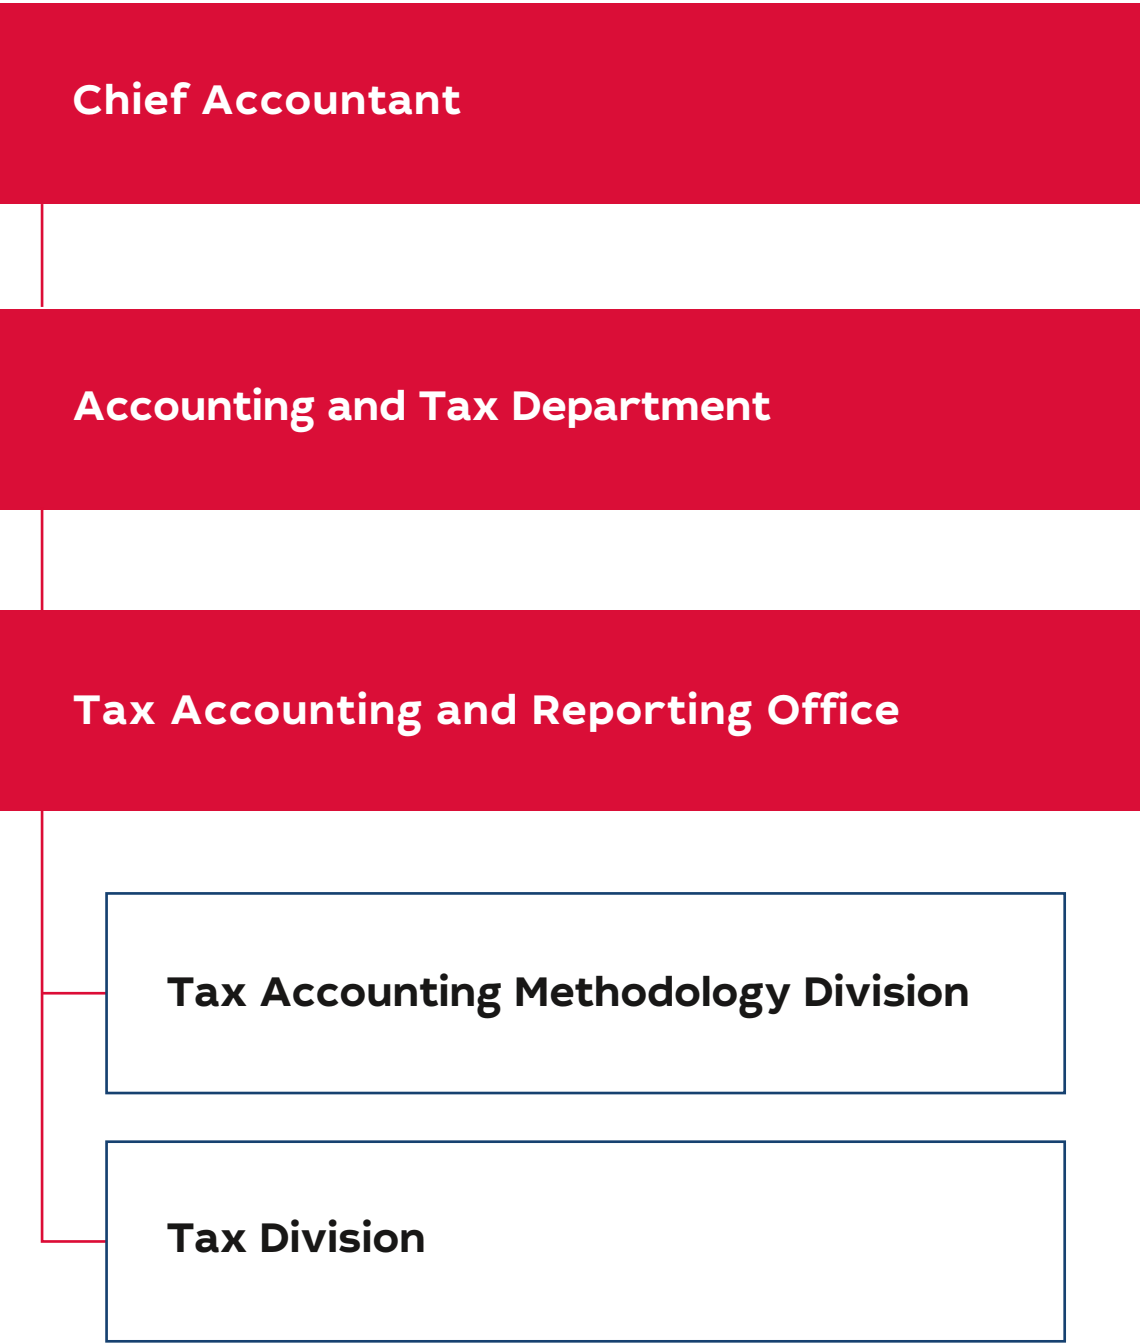 Chief Accountant
Accounting and Tax Department
Tax Accounting and Reporting Office
Tax Accounting Methodology Division
Tax Division